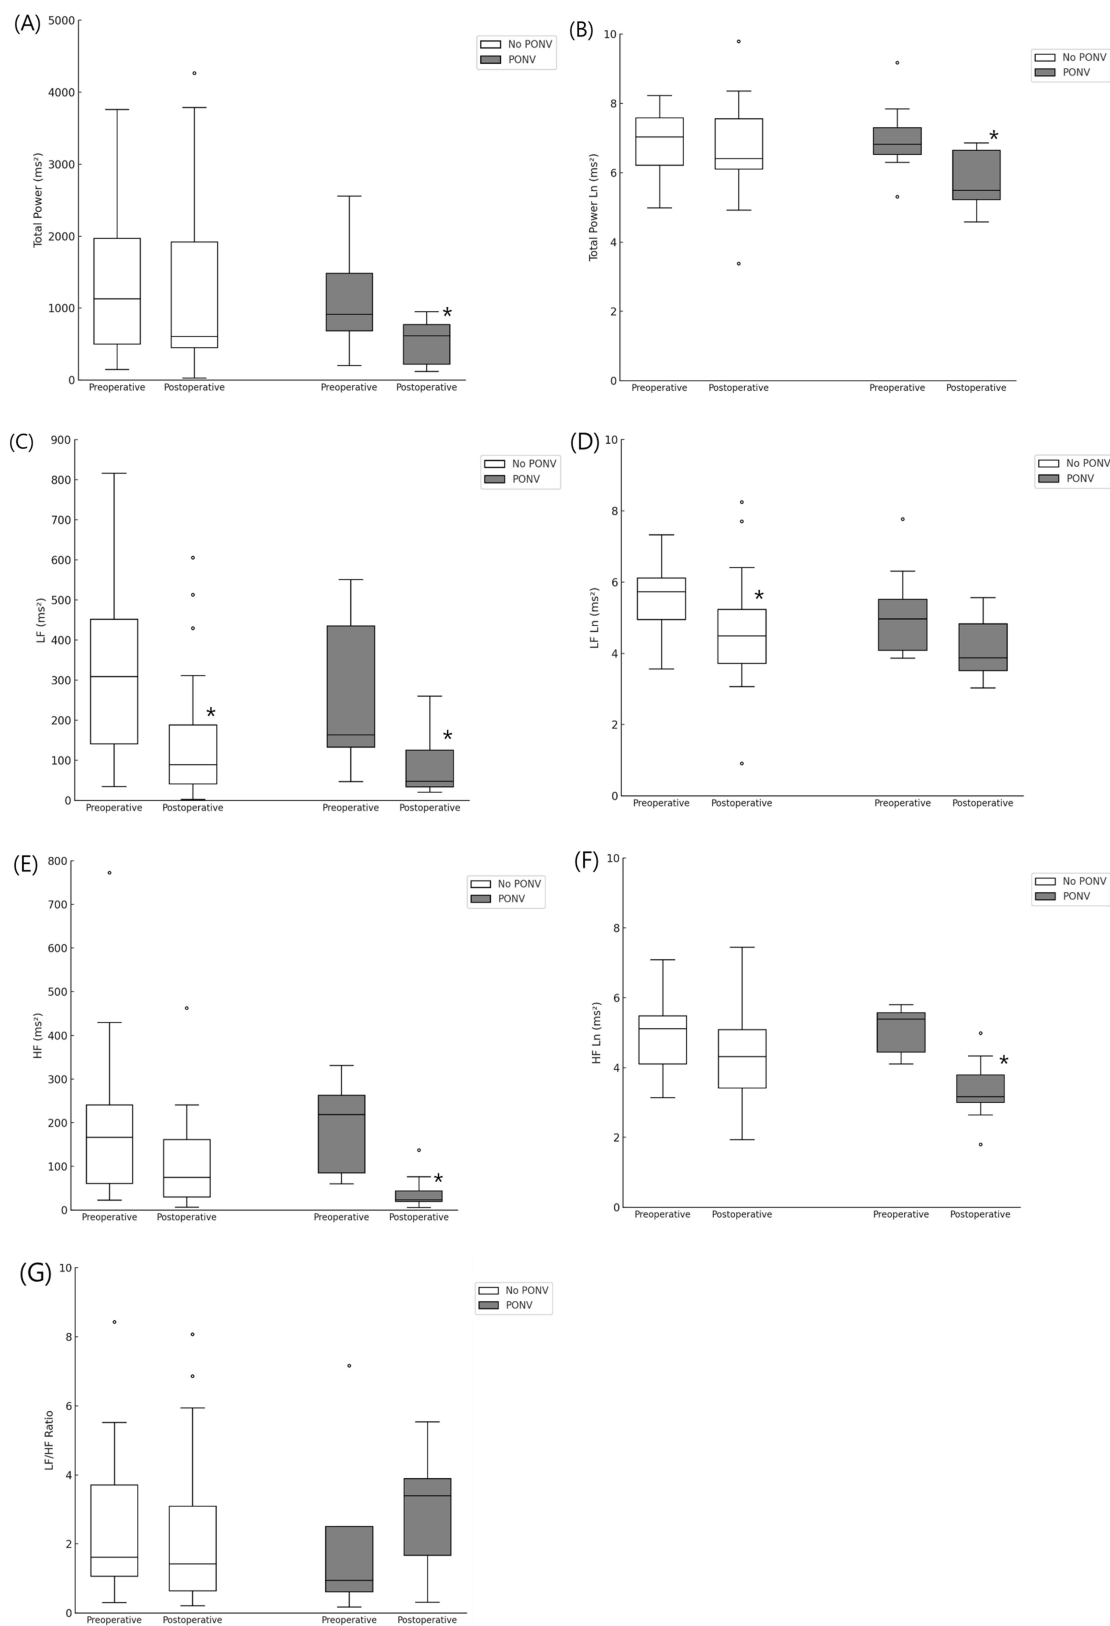 (A)
5000
4000
3000
2000
1000
0
Total Power (ms²)
No PONV
PONV
*
Preoperative Postoperative Preoperative Postoperative
(B)
10
8
6
4
2
0
Total Power Ln (ms²)
No PONV
PONV
*
Preoperative Postoperative Preoperative Postoperative
(C)
900
800
700
600
500
400
300
200
100
0
LF (ms²)
No PONV
PONV
*
*
Preoperative Postoperative Preoperative Postoperative
(D)
10
8
6
4
2
0
LF Ln (ms²)
No PONV
PONV
*
Preoperative Postoperative Preoperative Postoperative
(E)
800
700
600
500
400
300
200
100
0
HF (ms²)
No PONV
PONV
*
Preoperative Postoperative Preoperative Postoperative
(F)
10
8
6
4
2
0
HF Ln (ms²)
No PONV
PONV
*
Preoperative Postoperative Preoperative Postoperative
(G)
10
8
6
4
2
0
LF/HF Ratio
No PONV
PONV
Preoperative Postoperative Preoperative Postoperative